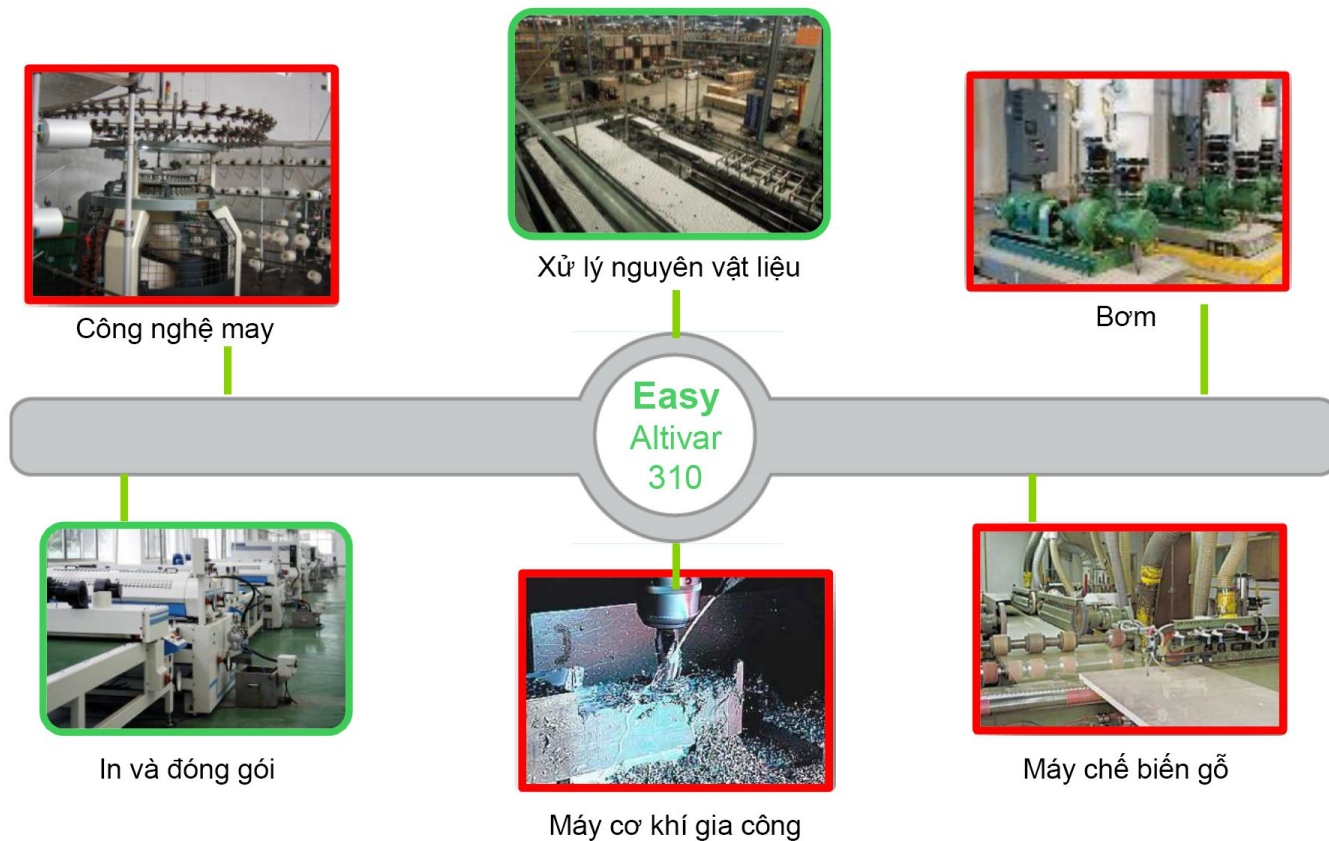 Xử lý nguyên vật liệu
Công nghệ may
Bơm
Easy
Altivar
310
In và đóng gói
Máy cơ khí gia công
Máy chế biến gỗ